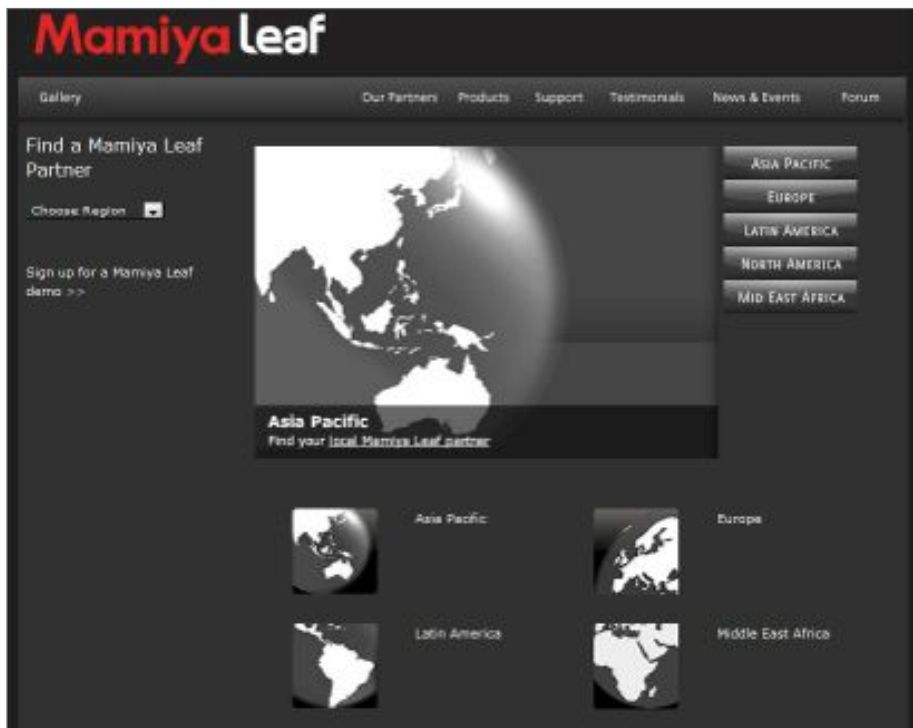 Mamiya Leaf
Gallery
Our Partners
Products
Support
Testimonials
News & Events
Forum
Find a Mamiya Leaf
Partner
Choose Region
Sign up for a Mamiya Leaf
demo >>
ASIA PACIFIC
EUROPE
LATIN AMERICA
NORTH AMERICA
MID EAST AFRICA
Asia Pacific
Find your local Mamiya Leaf partner
Asia Pacific
Europe
Latin America
Middle East Africa